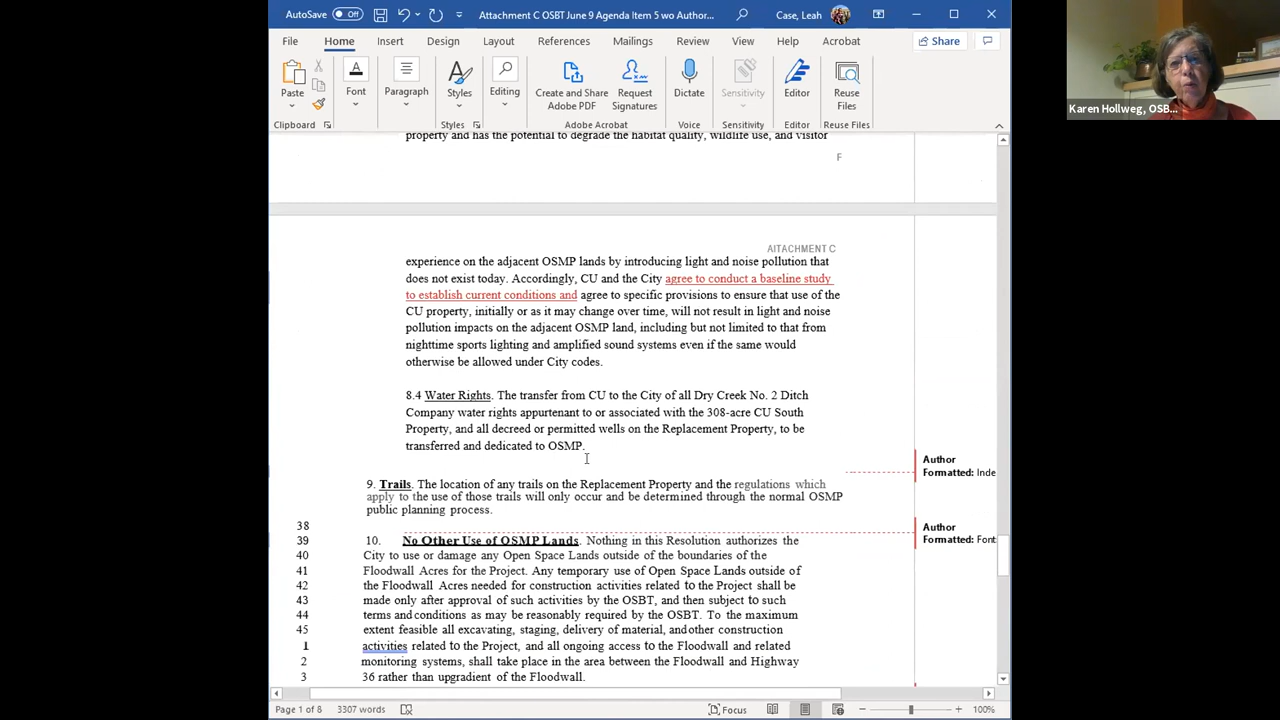 AutoSave Off
Attachment C OSBT June 9 Agenda Item 5 wo Author...
Case, Leah
File Home Insert Design Layout References Mailings Review View Help Acrobat
Share
Paste Font Paragraph Styles Editing Create and Share Adobe PDF Request Signatures Dictate Sensitivity Editor Reuse Files
Clipboard Styles Adobe Acrobat Voice Sensitivity Editor Reuse Files
Karen Hollweg, OSB...
property and has the potential to degrade the habitat quality, wildlife use, and visitor
F
AITACHMENT C
experience on the adjacent OSMP lands by introducing light and noise pollution that
does not exist today. Accordingly, CU and the City agree to conduct a baseline study
to establish current conditions and agree to specific provisions to ensure that use of the
CU property, initially or as it may change over time, will not result in light and noise
pollution impacts on the adjacent OSMP land, including but not limited to that from
nighttime sports lighting and amplified sound systems even if the same would
otherwise be allowed under City codes.
8.4 Water Rights. The transfer from CU to the City of all Dry Creek No. 2 Ditch
Company water rights appurtenant to or associated with the 308-acre CU South
Property, and all decreed or permitted wells on the Replacement Property, to be
transferred and dedicated to OSMP.
Author
Formatted: Inde
9. Trails. The location of any trails on the Replacement Property and the regulations which
apply to the use of those trails will only occur and be determined through the normal OSMP
public planning process.
38
Author
Formatted: Font
39 10. No Other Use of OSMP Lands. Nothing in this Resolution authorizes the
40 City to use or damage any Open Space Lands outside of the boundaries of the
41 Floodwall Acres for the Project. Any temporary use of Open Space Lands outside of
42 the Floodwall Acres needed for construction activities related to the Project shall be
43 made only after approval of such activities by the OSBT, and then subject to such
44 terms and conditions as may be reasonably required by the OSBT. To the maximum
45 extent feasible all excavating, staging, delivery of material, and other construction
1 activities related to the Project, and all ongoing access to the Floodwall and related
2 monitoring systems, shall take place in the area between the Floodwall and Highway
3 36 rather than upgradient of the Floodwall.
Page 1 of 8 3307 words Focus 100%